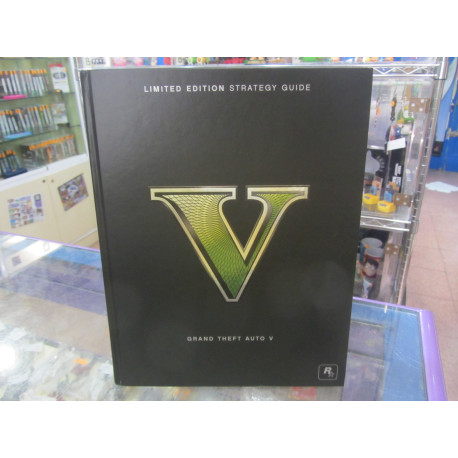 LIMITED EDITION STRATEGY GUIDE
V
GRAND THEFT AUTO V
R★